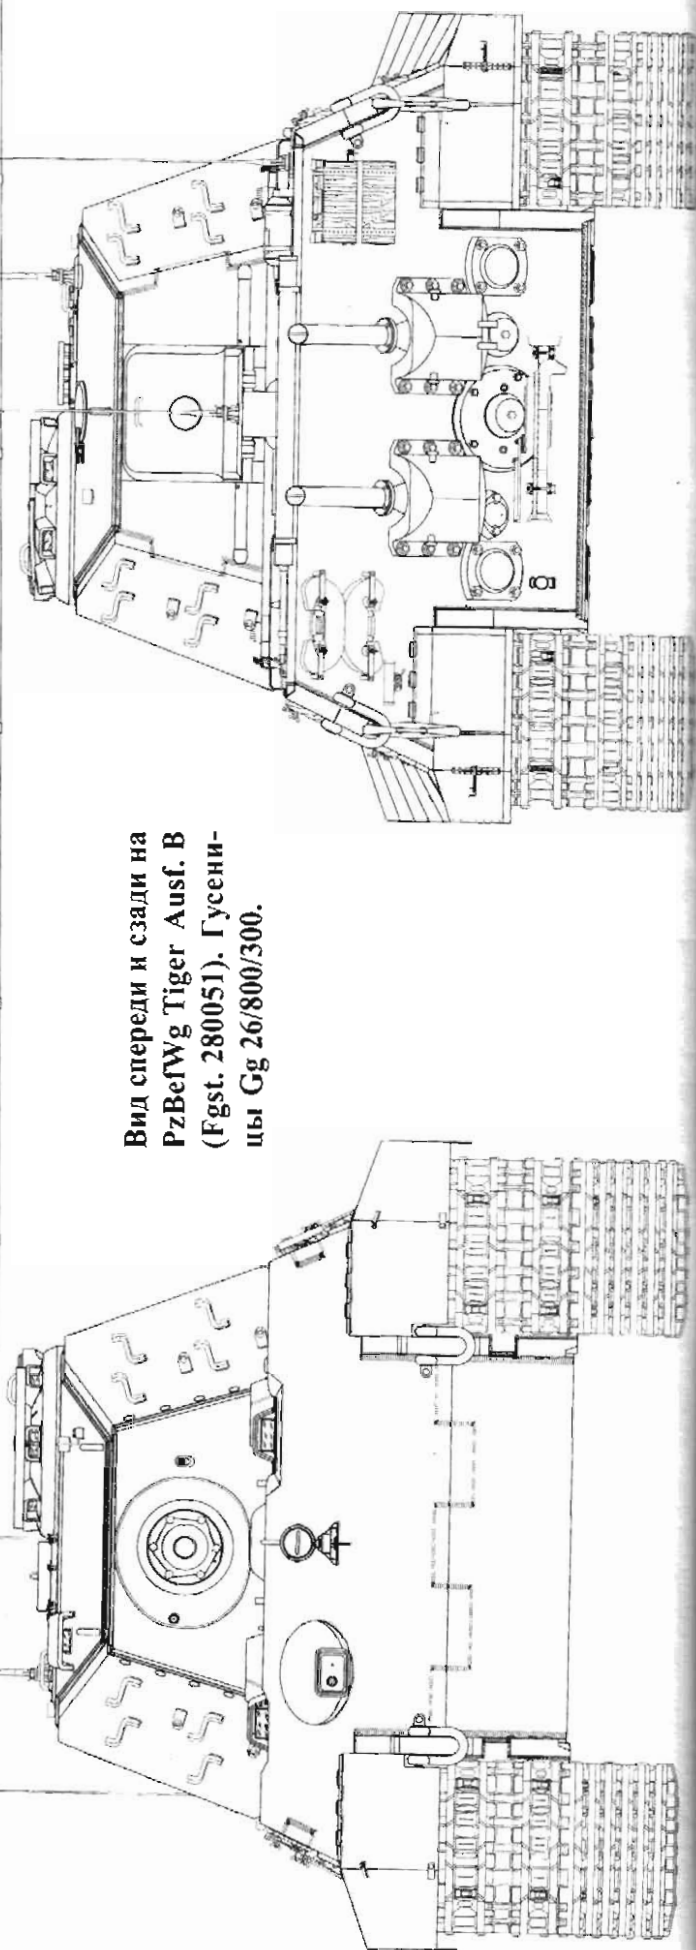 Вид спереди и сзади на
PzBefWg Tiger Ausf. B
(Fgst. 280051). Гусени-
цы Gg 26/800/300.